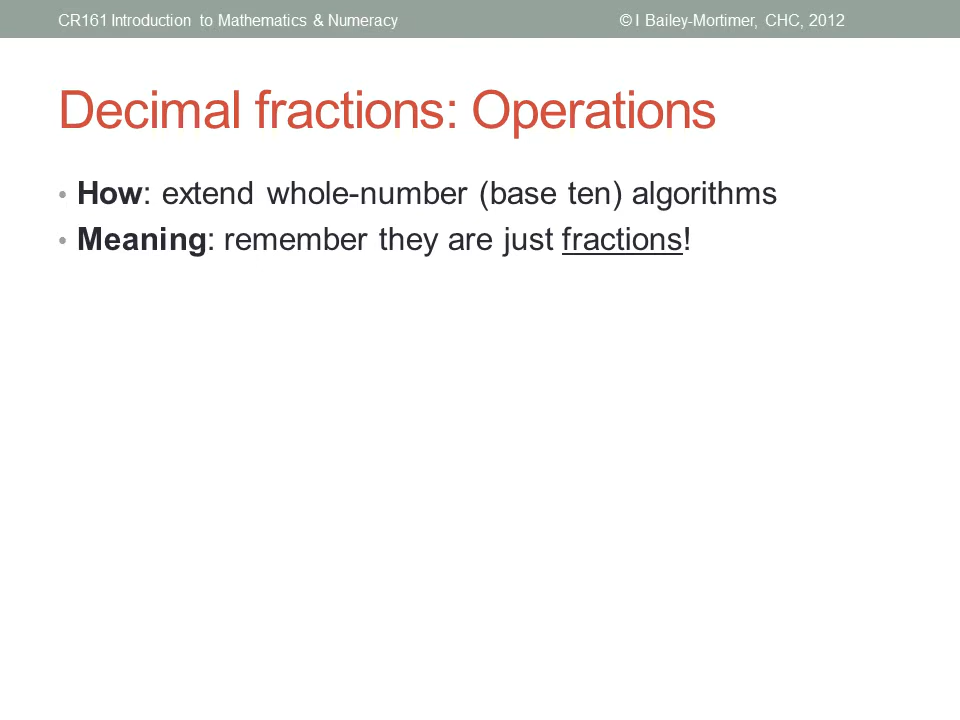 CR161 Introduction to Mathematics & Numeracy © I Bailey-Mortimer, CHC, 2012
Decimal fractions: Operations
• How: extend whole-number (base ten) algorithms
• Meaning: remember they are just fractions!